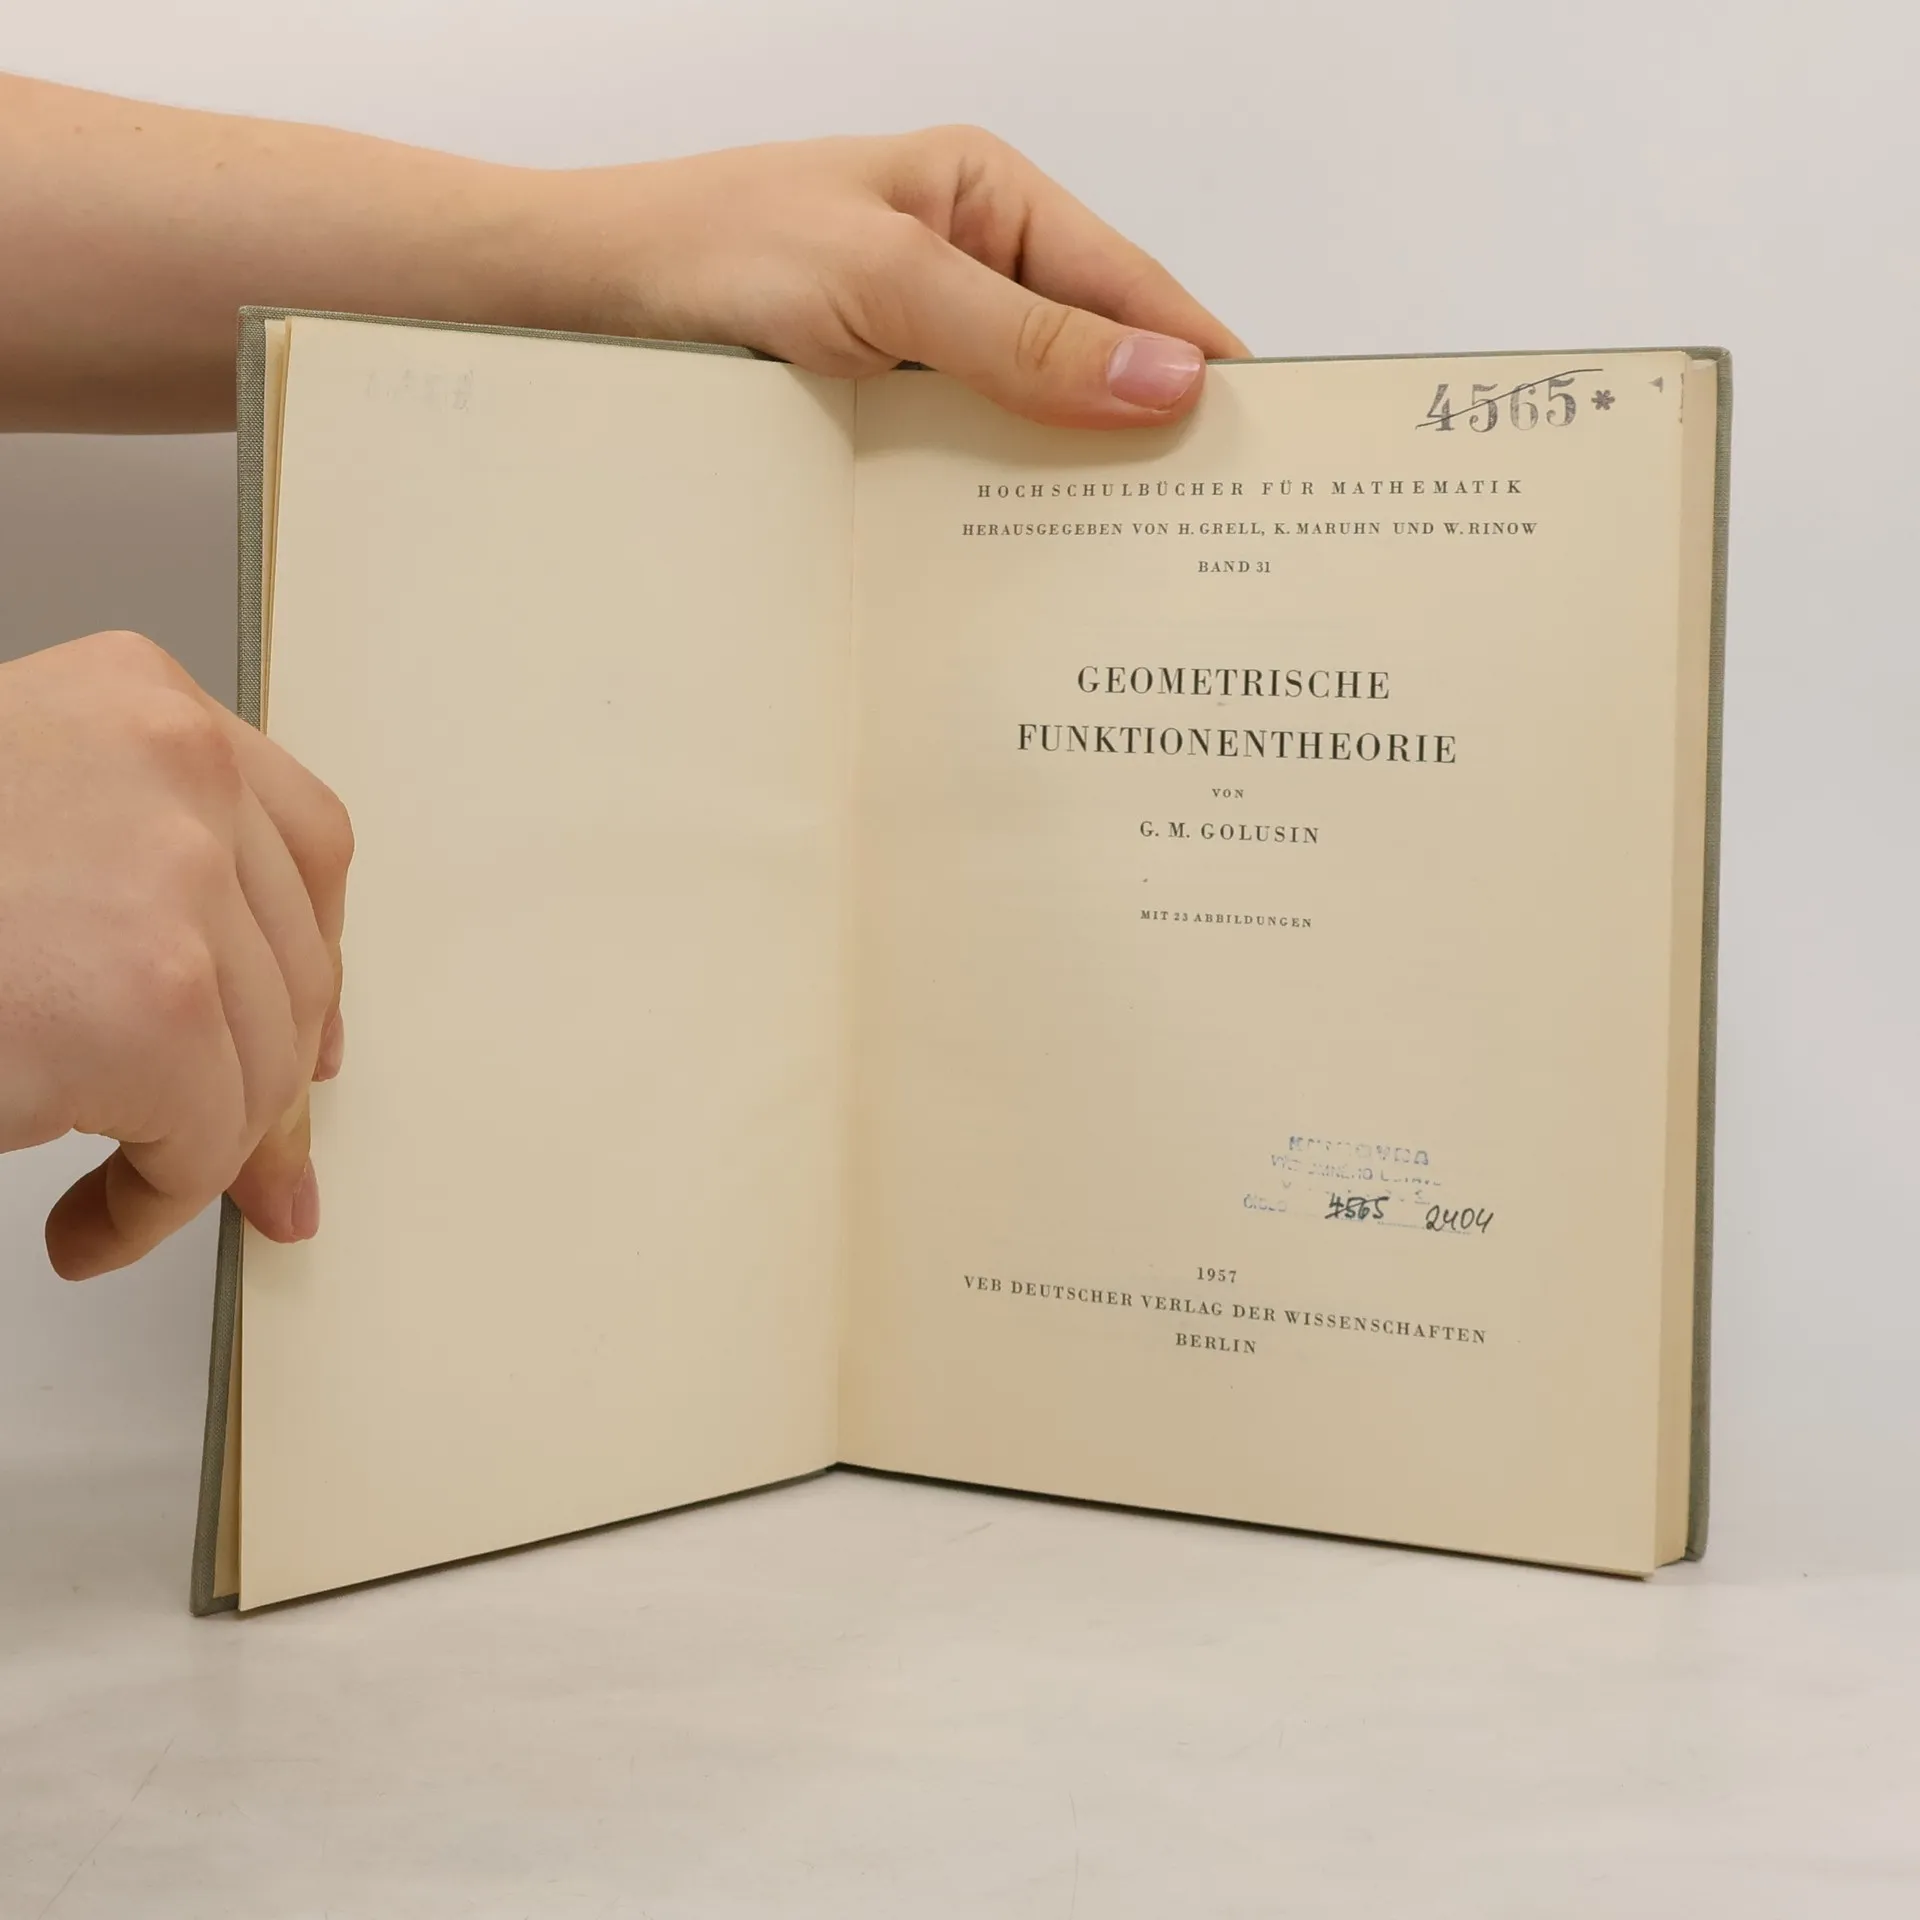 4565*
HOCHSCHULBÜCHER FÜR MATHEMATIK
HERAUSGEGEBEN VON H. GRELL, K. MARUHN UND W. RINOW
BAND 31
GEOMETRISCHE
FUNKTIONENTHEORIE
VON
G. M. GOLUSIN
MIT 23 ABBILDUNGEN
4565 2404
1957
VEB DEUTSCHER VERLAG DER WISSENSCHAFTEN
BERLIN